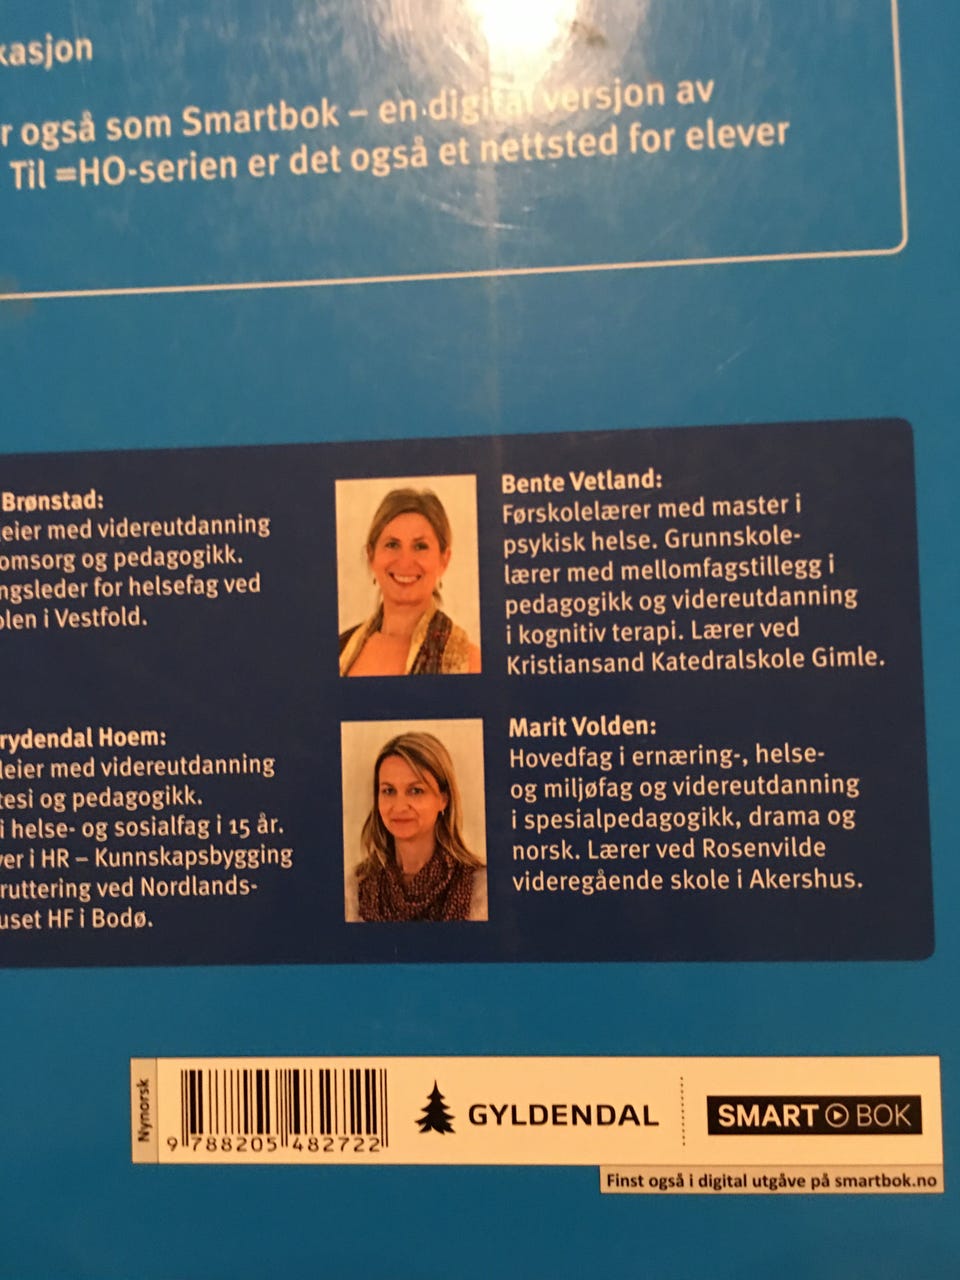 kasjon
r også som Smartbok – en digital versjon av
Til =HO-serien er det også et nettsted for elever
Brønstad:
eier med videreutdanning
omsorg og pedagogikk.
ngsleder for helsefag ved
olen i Vestfold.
Bente Vetland:
Førskolelærer med master i
psykisk helse. Grunnskole-
lærer med mellomfagstillegg i
pedagogikk og videreutdanning
i kognitiv terapi. Lærer ved
Kristiansand Katedralskole Gimle.
rydendal Hoem:
leier med videreutdanning
tesi og pedagogikk.
i helse- og sosialfag i 15 år.
ver i HR – Kunnskapsbygging
ruttering ved Nordlands-
uset HF i Bodø.
Marit Volden:
Hovedfag i ernæring-, helse-
og miljøfag og videreutdanning
i spesialpedagogikk, drama og
norsk. Lærer ved Rosenvilde
videregående skole i Akershus.
Nynorsk
9 788205 482722
GYLDENDAL
SMART BOK
Finst også i digital utgåve på smartbok.no